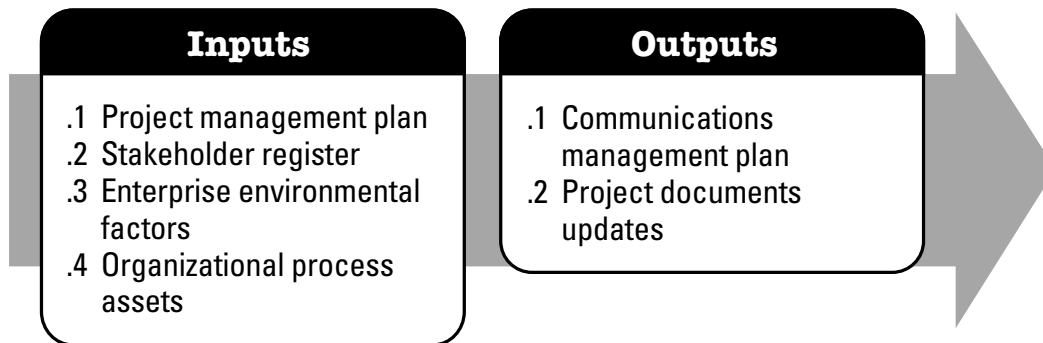 Inputs
.1 Project management plan
.2 Stakeholder register
.3 Enterprise environmental
factors
.4 Organizational process
assets
Outputs
.1 Communications
management plan
.2 Project documents
updates